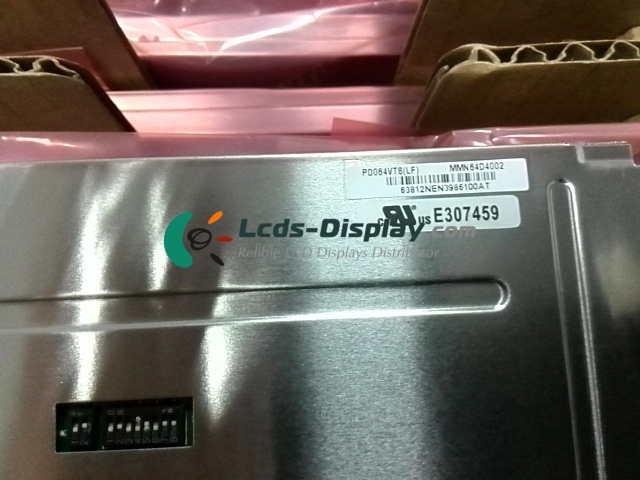 PD064VT8(LF) MMN64D4002
63812NEN3986100AT
c US E307459
Lcds-Display.com
Relible LCD Displays Distributor